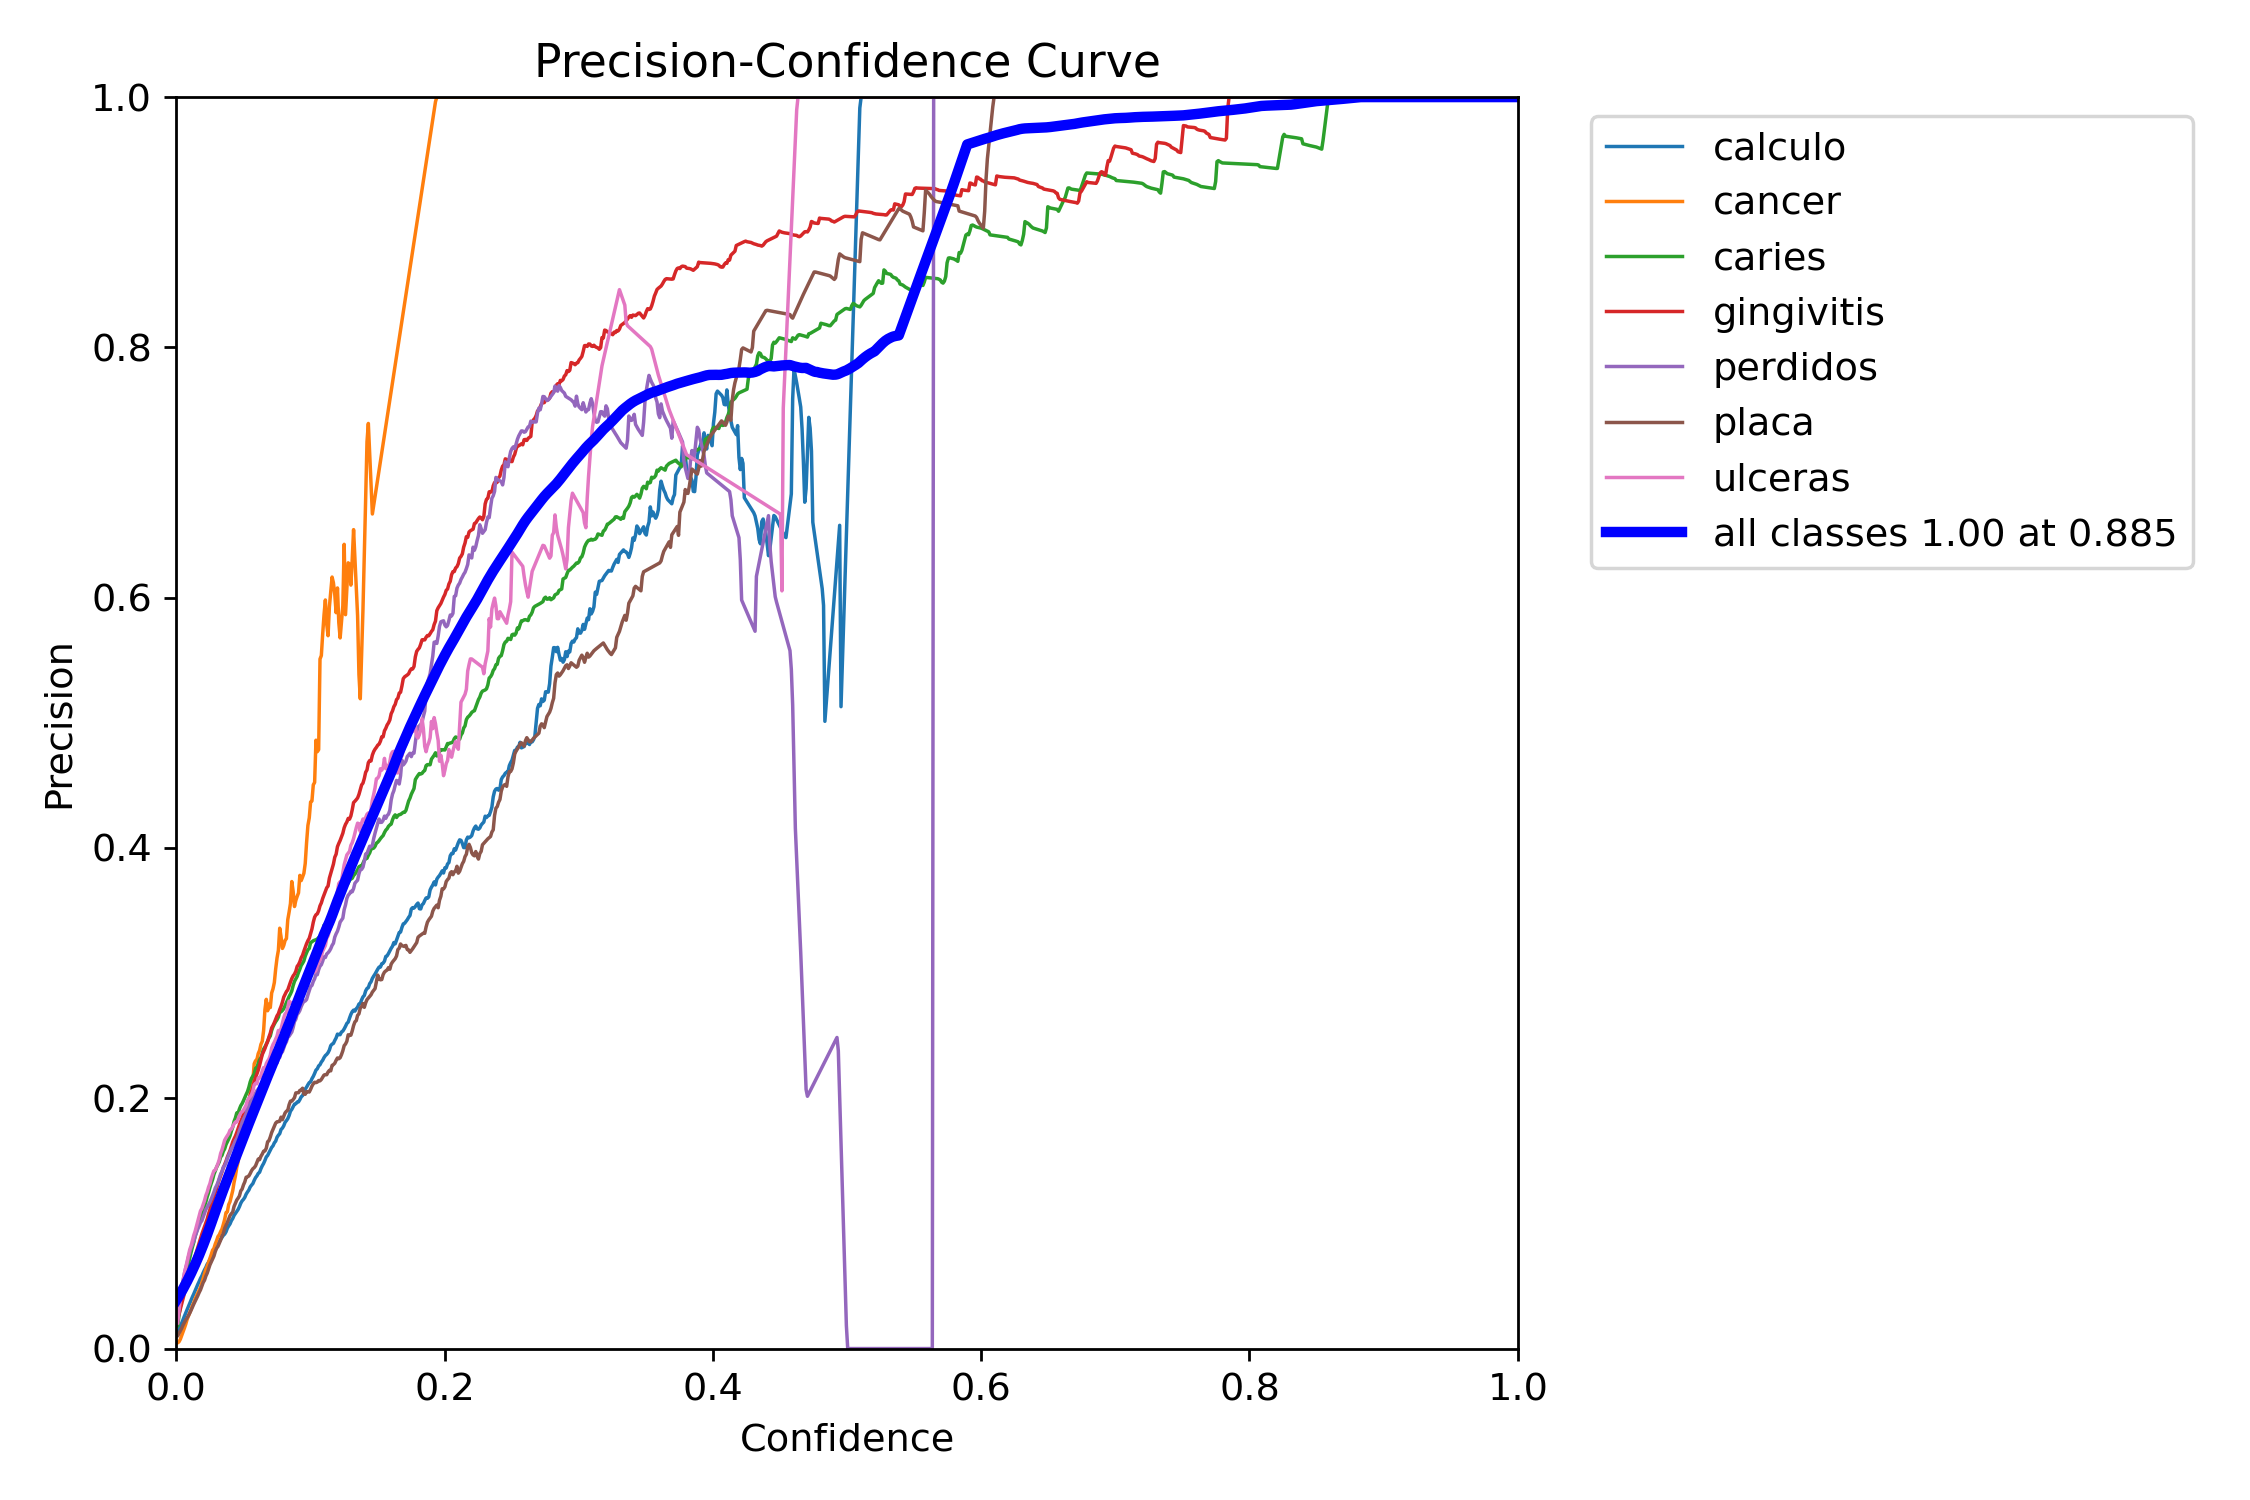 Precision-Confidence Curve
1.0
0.8
0.6
0.4
0.2
0.0
Precision
0.0 0.2 0.4 0.6 0.8 1.0
Confidence
calculo
cancer
caries
gingivitis
perdidos
placa
ulceras
all classes 1.00 at 0.885